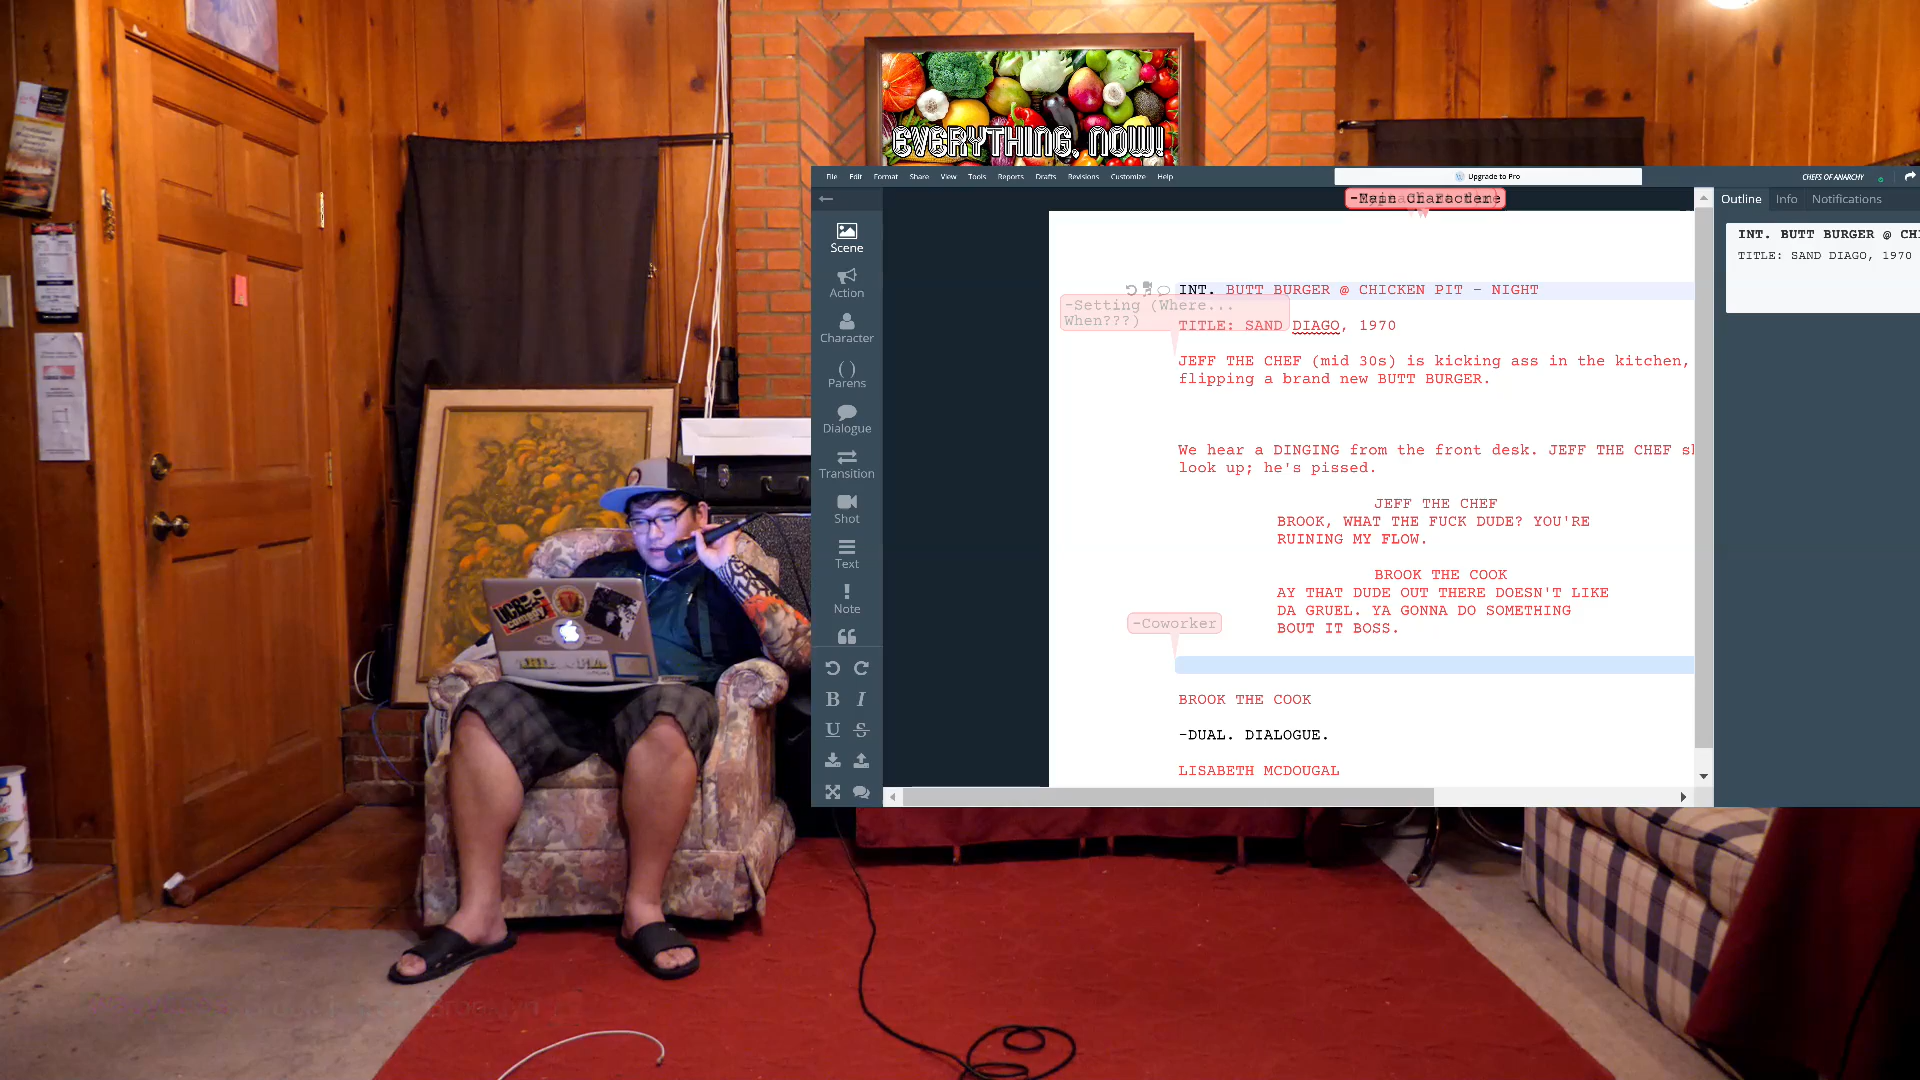 EVERYTHING, NOW!
File Edit Format Share View Tools Reports Drafts Revisions Customize Help
Upgrade to Pro
CHEFS OF ANARCHY
-Main Character
Outline Info Notifications
Scene
Action
Character
( )
Parens
Dialogue
Transition
Shot
Text
Note
B I
U S
INT. BUTT BURGER @ CHICKEN PIT - NIGHT
-Setting (Where...
When???)
TITLE: SAND DIAGO, 1970
JEFF THE CHEF (mid 30s) is kicking ass in the kitchen,
flipping a brand new BUTT BURGER.
We hear a DINGING from the front desk. JEFF THE CHEF
look up; he's pissed.
JEFF THE CHEF
BROOK, WHAT THE FUCK DUDE? YOU'RE
RUINING MY FLOW.
BROOK THE COOK
AY THAT DUDE OUT THERE DOESN'T LIKE
DA GRUEL. YA GONNA DO SOMETHING
BOUT IT BOSS.
-Coworker
BROOK THE COOK
-DUAL. DIALOGUE.
LISABETH MCDOUGAL
INT. BUTT BURGER @ CHI
TITLE: SAND DIAGO, 1970
UCB